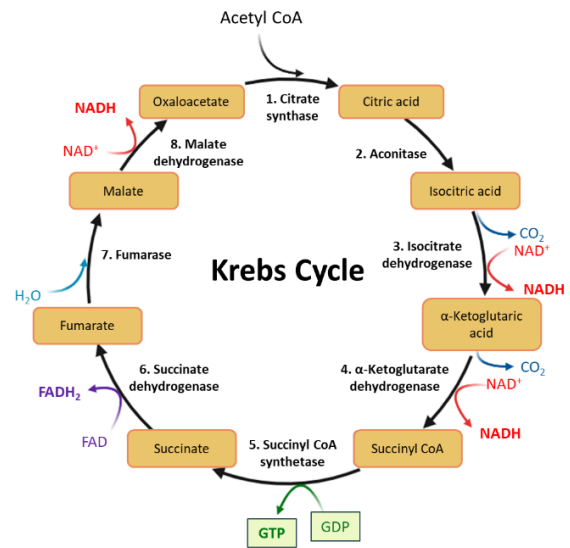 Acetyl CoA
Oxaloacetate
1. Citrate
synthase
Citric acid
NADH
NAD⁺
8. Malate
dehydrogenase
2. Aconitase
Malate
Isocitric acid
CO₂
3. Isocitrate
dehydrogenase
NAD⁺
NADH
7. Fumarase
Krebs Cycle
H₂O
Fumarate
α-Ketoglutaric
acid
6. Succinate
dehydrogenase
4. α-Ketoglutarate
dehydrogenase
CO₂
NAD⁺
NADH
FADH₂
FAD
Succinate
5. Succinyl CoA
synthetase
Succinyl CoA
GTP
GDP